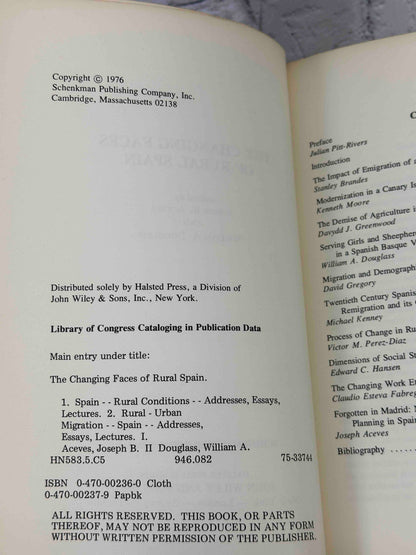 Copyright © 1976
Schenkman Publishing Company, Inc.
Cambridge, Massachusetts 02138
Distributed solely by Halsted Press, a Division of
John Wiley & Sons, Inc., New York.
Library of Congress Cataloging in Publication Data
Main entry under title:
The Changing Faces of Rural Spain.
1. Spain - - Rural Conditions - - Addresses, Essays,
Lectures. 2. Rural - Urban
Migration - - Spain - - Addresses,
Essays, Lectures. I.
Aceves, Joseph B. II Douglass, William A.
HN583.5.C5 946.082 75-33744
ISBN 0-470-00236-0 Cloth
0-470-00237-9 Papbk
ALL RIGHTS RESERVED. THIS BOOK, OR PARTS
THEREOF, MAY NOT BE REPRODUCED IN ANY FORM
WITHOUT WRITTEN PERMISSION OF THE PUBLISHER.
C
Preface
Julian Pitt-Rivers
Introduction
The Impact of Emigration of a
Stanley Brandes
Modernization in a Canary Is
Kenneth Moore
The Demise of Agriculture i
Davydd J. Greenwood
Serving Girls and Sheepher
in a Spanish Basque V
William A. Douglass
Migration and Demograph
David Gregory
Twentieth Century Spanis
Remigration and its C
Michael Kenney
Process of Change in Ru
Victor M. Perez-Diaz
Dimensions of Social St
Edward C. Hansen
The Changing Work Et
Claudio Esteva Fabreg
Forgotten in Madrid: N
Planning in Spain
Joseph Aceves
Bibliography